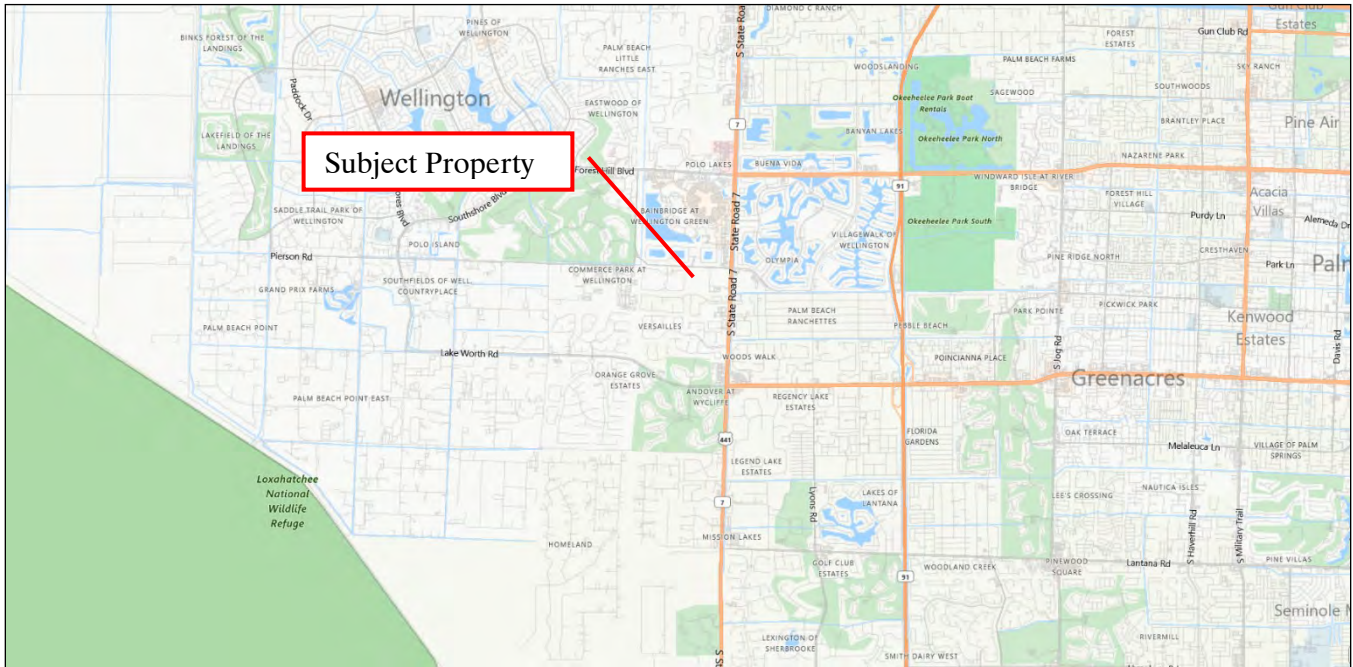 DIAMOND C RANCH
Gun Club
Estates
PINES OF
WELLINGTON
BINKS FOREST OF THE
LANDINGS
S State Road
FOREST
ESTATES
Gun Club Rd
PALM BEACH
LITTLE
RANCHES EAST
PALM BEACH FARMS
WOODSLANDING
SKY RANCH
Paddock Dr
Wellington
EASTWOOD OF
WELLINGTON
Okeeheelee Park Boat
Rentals
SAGEWOOD
SOUTHWOODS
7
BRANTLEY PLACE
Pine Air
LAKEFIELD OF THE
LANDINGS
BANYAN LAKES
Okeeheelee Park North
Subject Property
POLO LAKES
BUENA VIDA
NAZARENE PARK
Forest Hill Blvd
91
WINDWARD ISLE AT RIVER
BRIDGE
FOREST HILL
VILLAGE
Acacia
Villas
Southshore Blvd
State Road 7
SADDLE TRAIL PARK OF
WELLINGTON
BAINBRIDGE AT
WELLINGTON GREEN
Okeeheelee Park South
Purdy Ln
Alameda Dr
POLO ISLAND
VILLAGEWALK OF
WELLINGTON
CRESTHAVEN
Pierson Rd
OLYMPIA
PINE RIDGE NORTH
Park Ln
Palm
COMMERCE PARK AT
WELLINGTON
SOUTHFIELDS OF WELL.
COUNTRYPLACE
GRAND PRIX FARMS
PICKWICK PARK
PALM BEACH
RANCHETTES
PARK POINTE
Kenwood
Estates
PALM BEACH POINT
VERSAILLES
S State Road 7
PEBBLE BEACH
Davis Rd
S Jog Rd
Lake Worth Rd
WOODS WALK
POINCIANNA PLACE
ORANGE GROVE
ESTATES
Greenacres
PALM BEACH POINT EAST
ANDOVER AT
WYCLIFFE
REGENCY LAKE
ESTATES
FLORIDA
GARDENS
OAK TERRACE
441
Melaleuca Ln
VILLAGE OF PALM
SPRINGS
LEGEND LAKE
ESTATES
Loxahatchee
National
Wildlife
Refuge
NAUTICA ISLES
Lyons Rd
LAKES OF
LANTANA
LEE'S CROSSING
7
S Haverhill Rd
S Military Trail
MISSION LAKES
HOMELAND
GOLF CLUB
ESTATES
WOODLAND CREEK
PINEWOOD
SQUARE
Lantana Rd
PINE VILLAS
91
Seminole
LEXINGTON OF
SHERBROOKE
RIVERMILL
SMITH DAIRY WEST